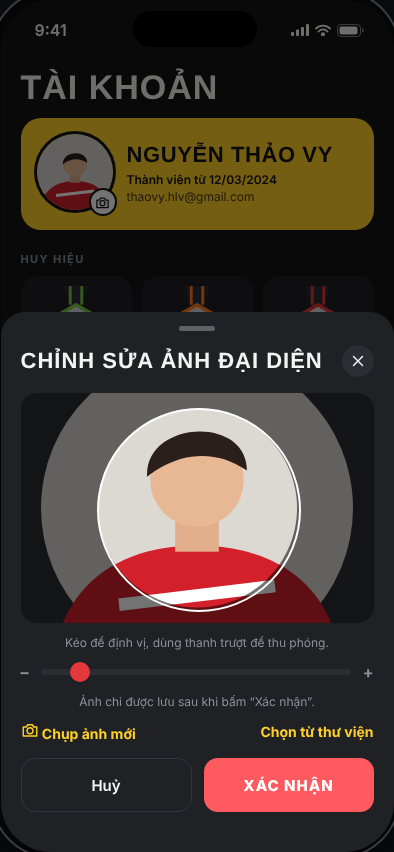 9:41
TÀI KHOẢN
NGUYỄN THẢO VY
Thành viên từ 12/03/2024
thaovy.hlv@gmail.com
HUY HIỆU
CHỈNH SỬA ẢNH ĐẠI DIỆN
Kéo để định vị, dùng thanh trượt để thu phóng.
− +
Ảnh chỉ được lưu sau khi bấm “Xác nhận”.
Chụp ảnh mới
Chọn từ thư viện
Huỷ
XÁC NHẬN